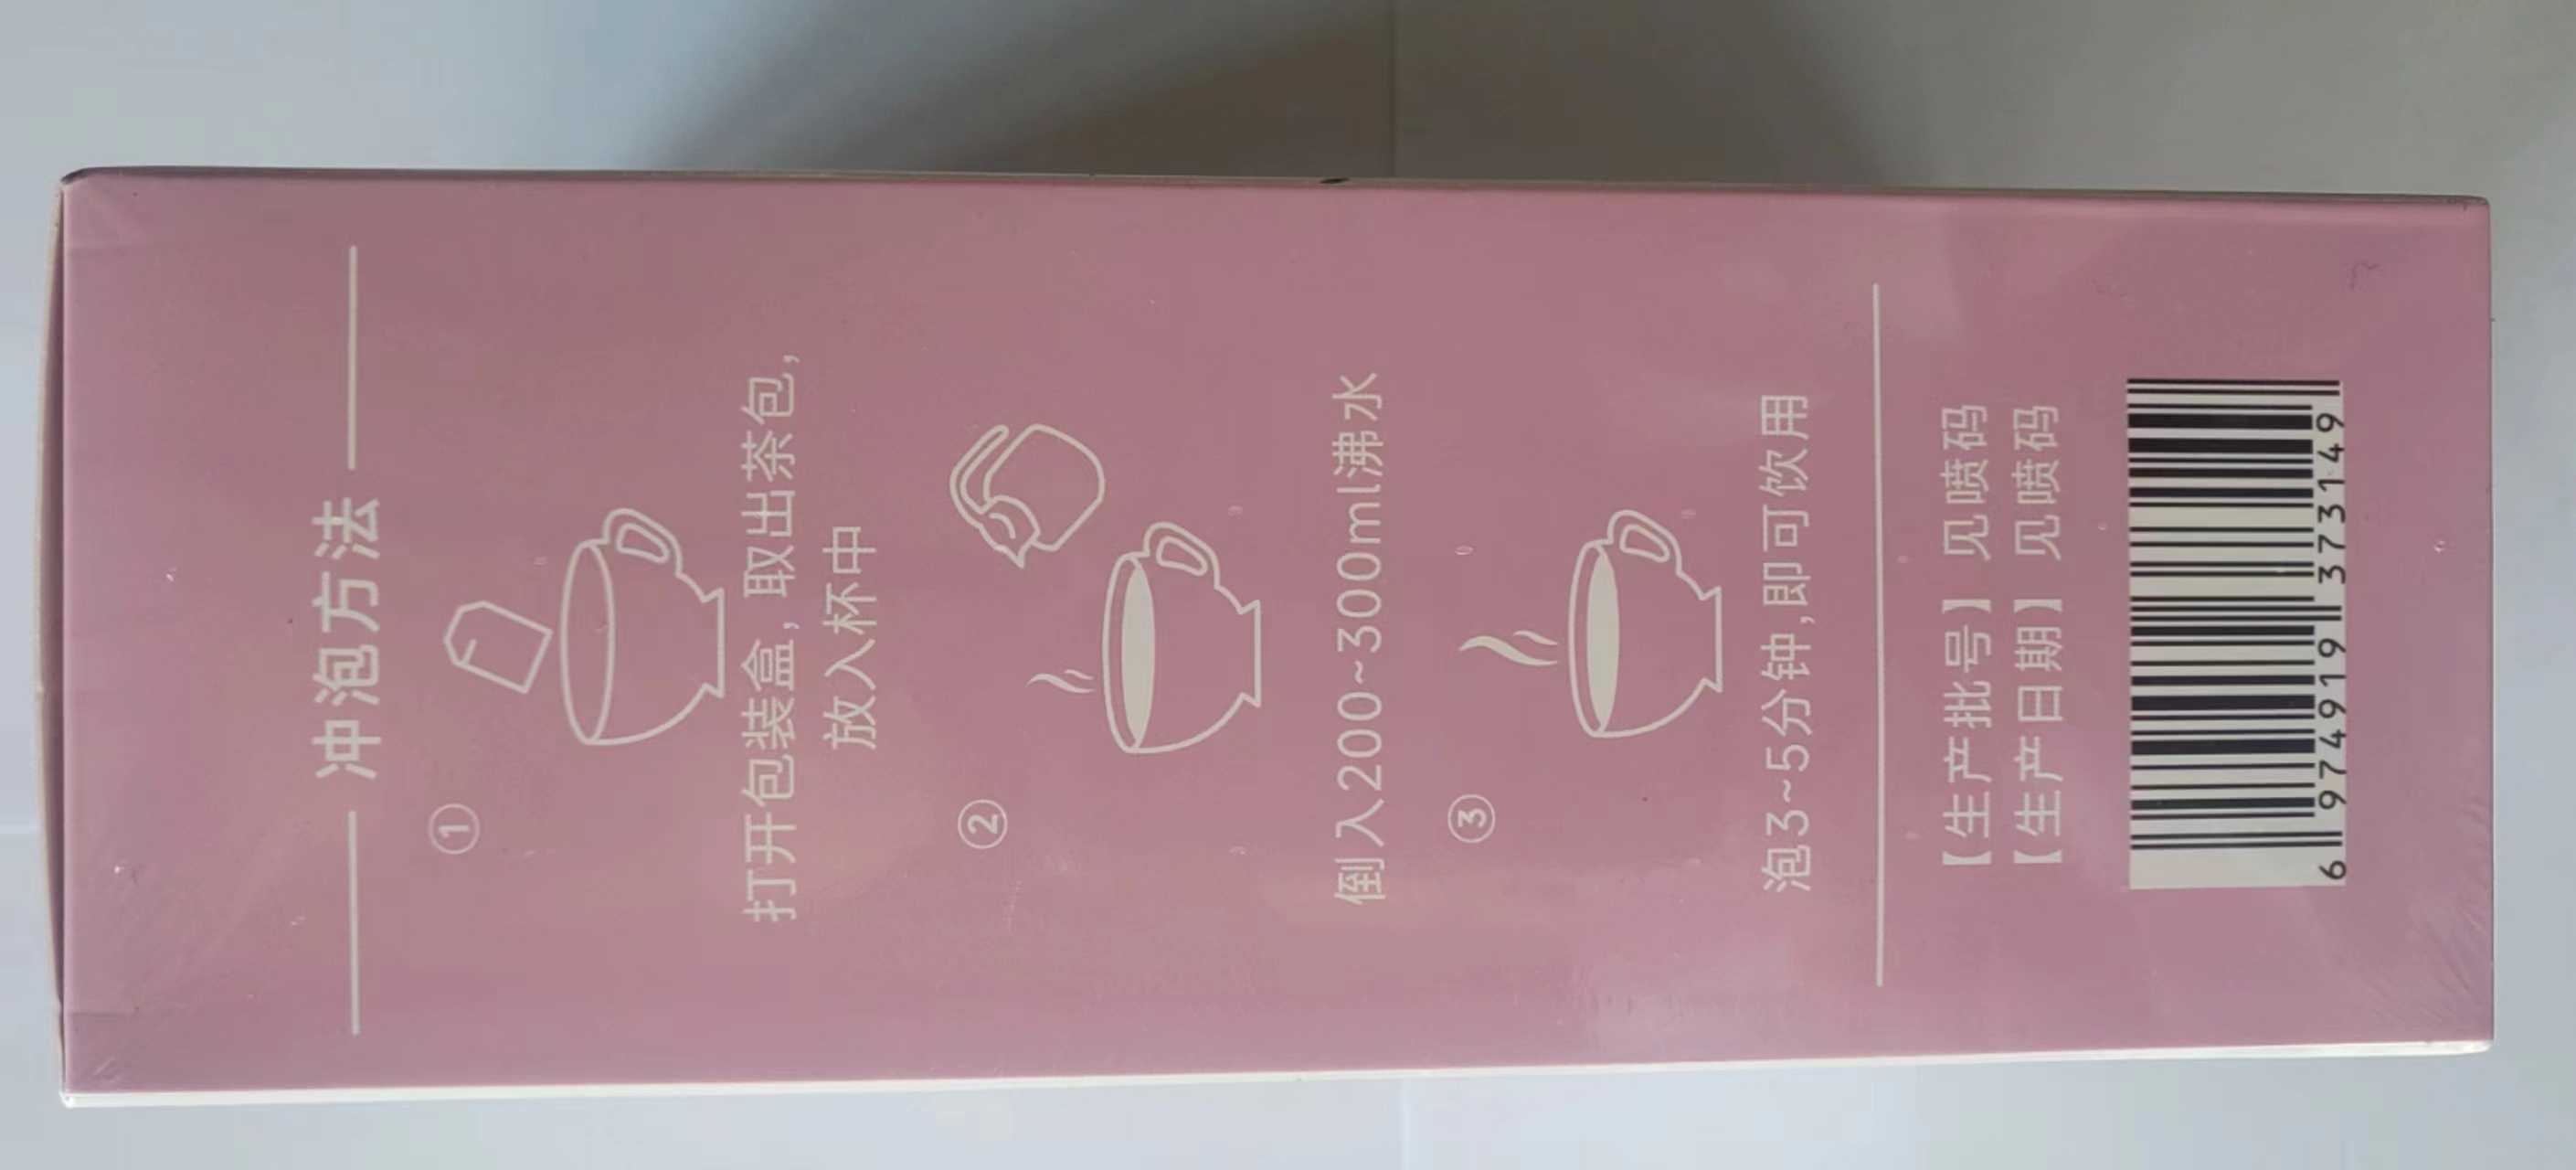 冲泡方法
①
打开包装盒，取出茶包，
放入杯中
②
倒入200~300ml沸水
③
泡3~5分钟,即可饮用
【生产批号】见喷码
【生产日期】见喷码
6 974919 373149